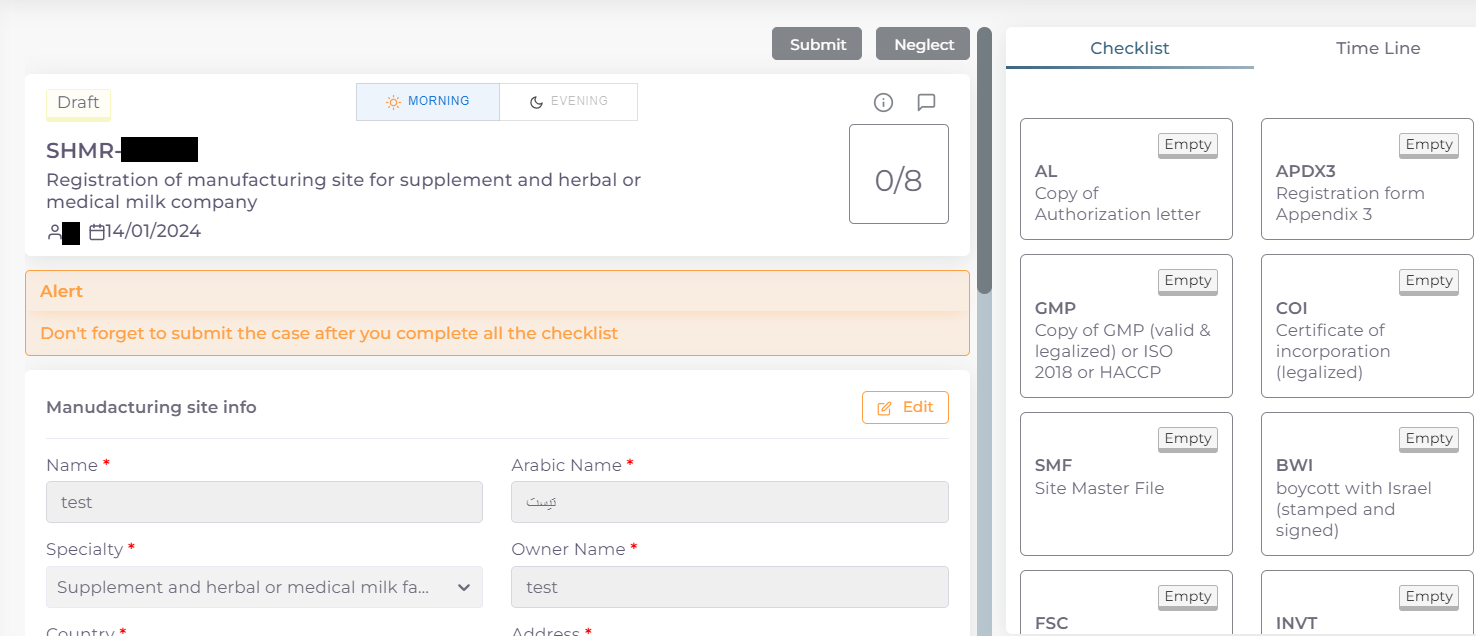 Submit
Neglect
Draft
MORNING
EVENING
SHMR-
Registration of manufacturing site for supplement and herbal or
medical milk company
14/01/2024
0/8
Alert
Don't forget to submit the case after you complete all the checklist
Manudacturing site info
Edit
Name *
test
Arabic Name *
تيست
Specialty *
Supplement and herbal or medical milk fa...
Owner Name *
test
Country *
Address *
Checklist
Time Line
Empty
AL
Copy of
Authorization letter
Empty
APDX3
Registration form
Appendix 3
Empty
GMP
Copy of GMP (valid &
legalized) or ISO
2018 or HACCP
Empty
COI
Certificate of
incorporation
(legalized)
Empty
SMF
Site Master File
Empty
BWI
boycott with Israel
(stamped and
signed)
Empty
FSC
Empty
INVT